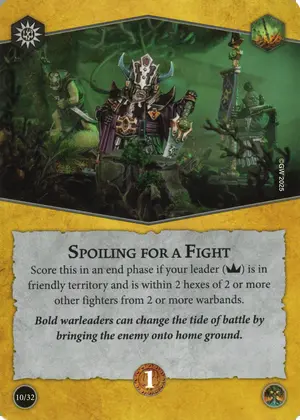 ©GW 2025
SPOILING FOR A FIGHT
Score this in an end phase if your leader ( ) is in
friendly territory and is within 2 hexes of 2 or more
other fighters from 2 or more warbands.
Bold warleaders can change the tide of battle by
bringing the enemy onto home ground.
1
10/32